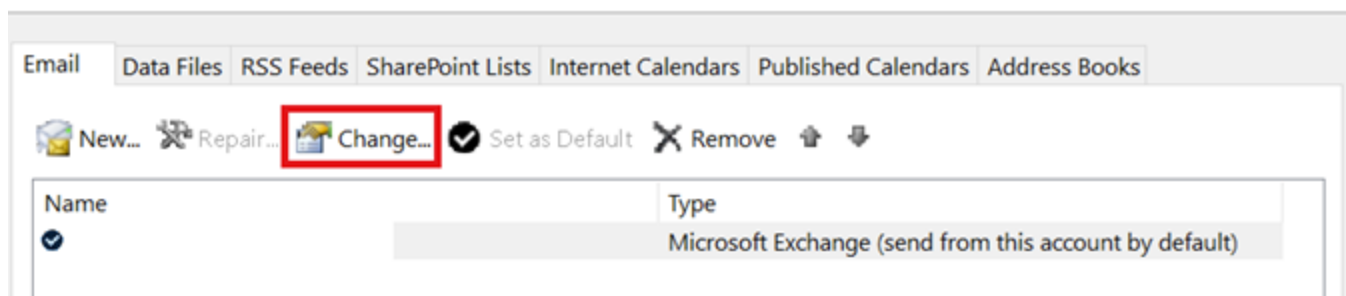 Email Data Files RSS Feeds SharePoint Lists Internet Calendars Published Calendars Address Books
New... Repair... Change... Set as Default Remove
Name Type
Microsoft Exchange (send from this account by default)